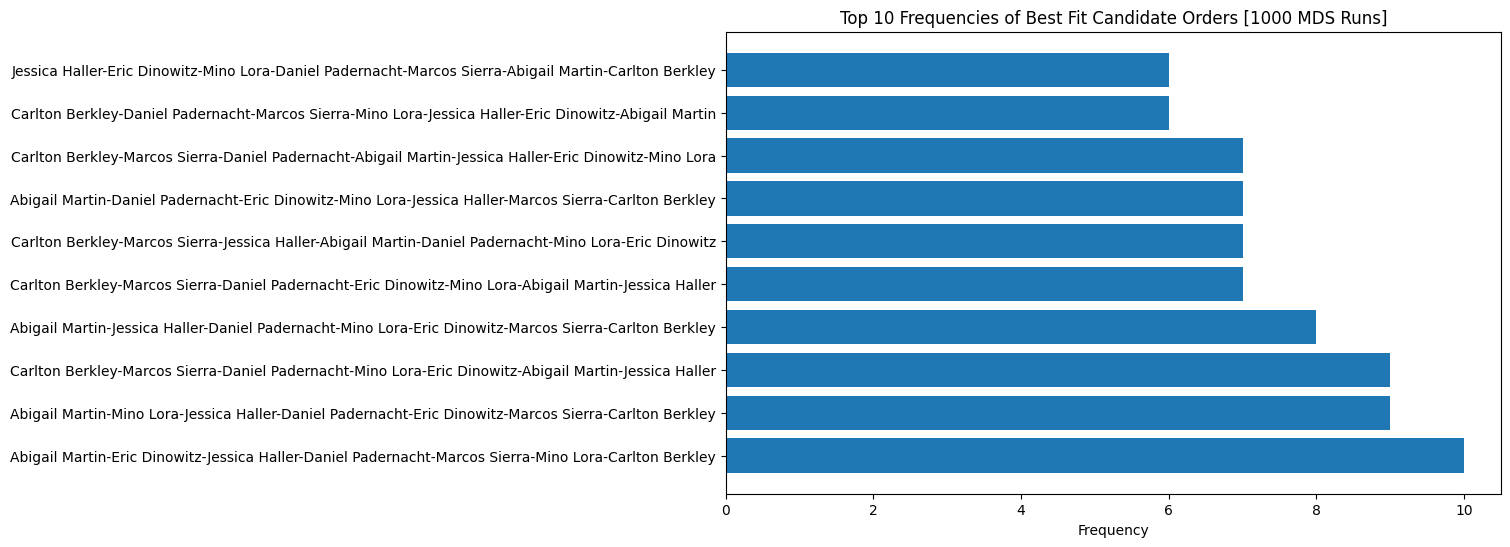 Top 10 Frequencies of Best Fit Candidate Orders [1000 MDS Runs]
Jessica Haller-Eric Dinowitz-Mino Lora-Daniel Padernacht-Marcos Sierra-Abigail Martin-Carlton Berkley
Carlton Berkley-Daniel Padernacht-Marcos Sierra-Mino Lora-Jessica Haller-Eric Dinowitz-Abigail Martin
Carlton Berkley-Marcos Sierra-Daniel Padernacht-Abigail Martin-Jessica Haller-Eric Dinowitz-Mino Lora
Abigail Martin-Daniel Padernacht-Eric Dinowitz-Mino Lora-Jessica Haller-Marcos Sierra-Carlton Berkley
Carlton Berkley-Marcos Sierra-Jessica Haller-Abigail Martin-Daniel Padernacht-Mino Lora-Eric Dinowitz
Carlton Berkley-Marcos Sierra-Daniel Padernacht-Eric Dinowitz-Mino Lora-Abigail Martin-Jessica Haller
Abigail Martin-Jessica Haller-Daniel Padernacht-Mino Lora-Eric Dinowitz-Marcos Sierra-Carlton Berkley
Carlton Berkley-Marcos Sierra-Daniel Padernacht-Mino Lora-Eric Dinowitz-Abigail Martin-Jessica Haller
Abigail Martin-Mino Lora-Jessica Haller-Daniel Padernacht-Eric Dinowitz-Marcos Sierra-Carlton Berkley
Abigail Martin-Eric Dinowitz-Jessica Haller-Daniel Padernacht-Marcos Sierra-Mino Lora-Carlton Berkley
0 2 4 6 8 10
Frequency